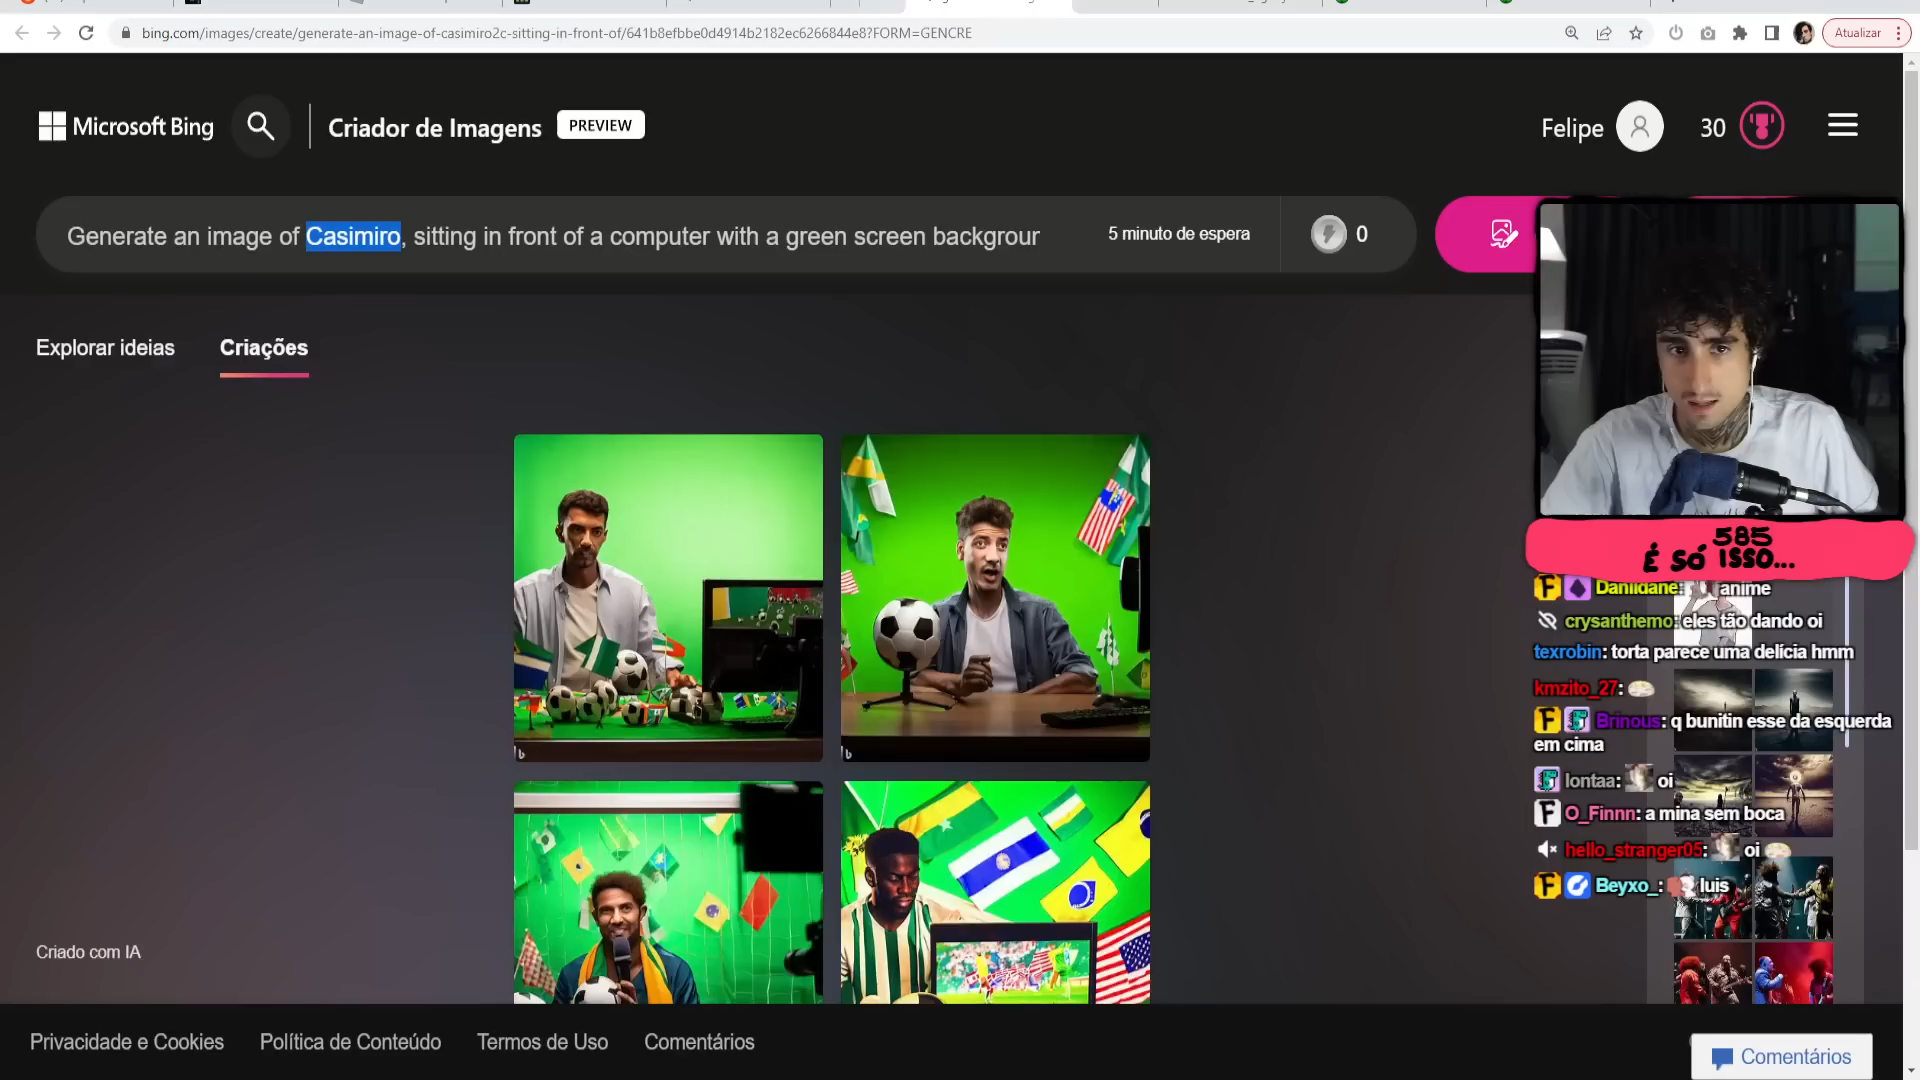 bing.com/images/create/generate-an-image-of-casimiro2c-sitting-in-front-of/641b8efbbe0d4914b2182ec6266844e8?FORM=GENCRE
Atualizar
Microsoft Bing
Criador de Imagens
PREVIEW
Felipe
30
Generate an image of Casimiro, sitting in front of a computer with a green screen backgrour
5 minuto de espera
0
Explorar ideias
Criações
585
É SÓ ISSO...
Daniidane: anime
crysanthemo: eles tão dando oi
texrobin: torta parece uma delícia hmm
kmzito_27:
Brinous: q bunitin esse da esquerda
em cima
lontaa: oi
O_Finnn: a mina sem boca
hello_stranger05: oi
Beyxo_: luis
Criado com IA
Privacidade e Cookies
Política de Conteúdo
Termos de Uso
Comentários
Comentários